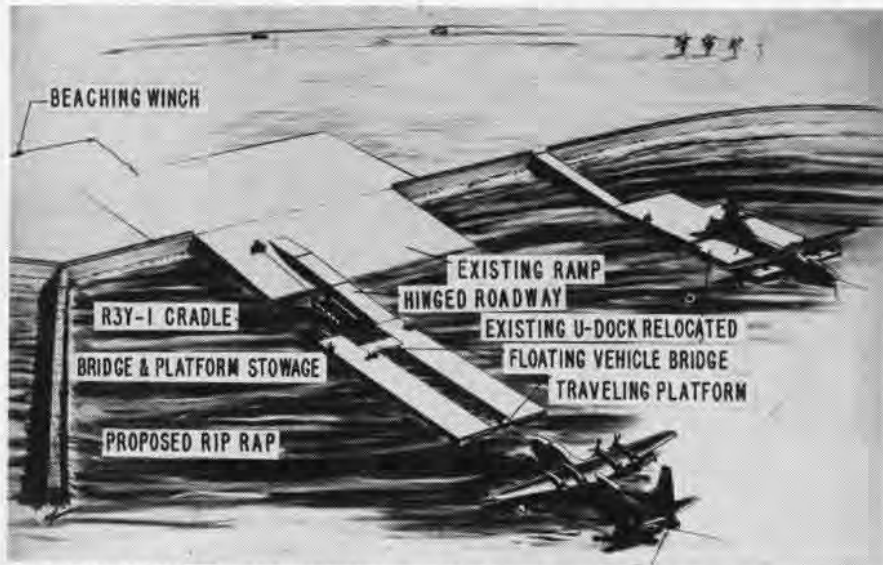 BEACHING WINCH
EXISTING RAMP
HINGED ROADWAY
R3Y-1 CRADLE
EXISTING U-DOCK RELOCATED
BRIDGE & PLATFORM STOWAGE
FLOATING VEHICLE BRIDGE
TRAVELING PLATFORM
PROPOSED RIP RAP